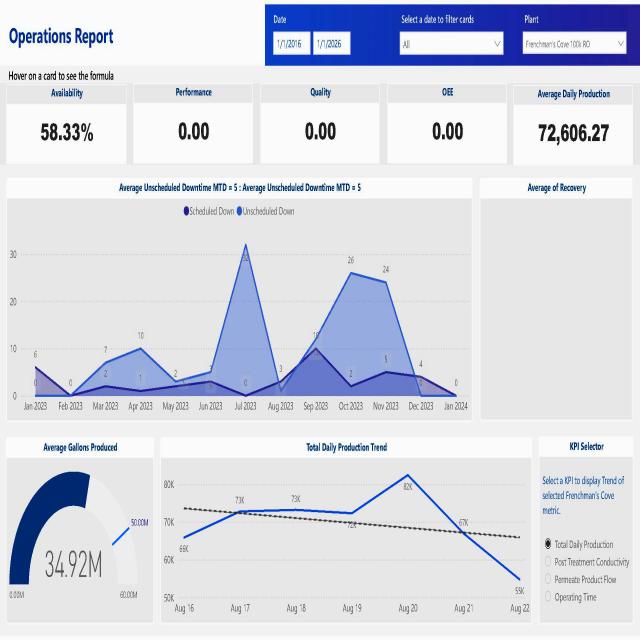 Operations Report
Date
Select a date to filter cards
Plant
1/1/2016
1/1/2026
All
Frenchman's Cove 100k RO
Hover on a card to see the formula
Availability
Performance
Quality
OEE
Average Daily Production
58.33%
0.00
0.00
0.00
72,606.27
Average Unscheduled Downtime MTD = 5 : Average Unscheduled Downtime MTD = 5
Average of Recovery
Scheduled Down
Unscheduled Down
30
32
26
24
20
10
10
10
7
6
5
5
4
3
2
2
2
1
0
0
0
0
0
Jan 2023
Feb 2023
Mar 2023
Apr 2023
May 2023
Jun 2023
Jul 2023
Aug 2023
Sep 2023
Oct 2023
Nov 2023
Dec 2023
Jan 2024
Average Gallons Produced
Total Daily Production Trend
KPI Selector
34.92M
50.00M
0.00M
60.00M
80K
70K
60K
50K
66K
73K
73K
72K
82K
67K
55K
Aug 16
Aug 17
Aug 18
Aug 19
Aug 20
Aug 21
Aug 22
Select a KPI to display Trend of
selected Frenchman's Cove
metric.
Total Daily Production
Post Treatment Conductivity
Permeate Product Flow
Operating Time